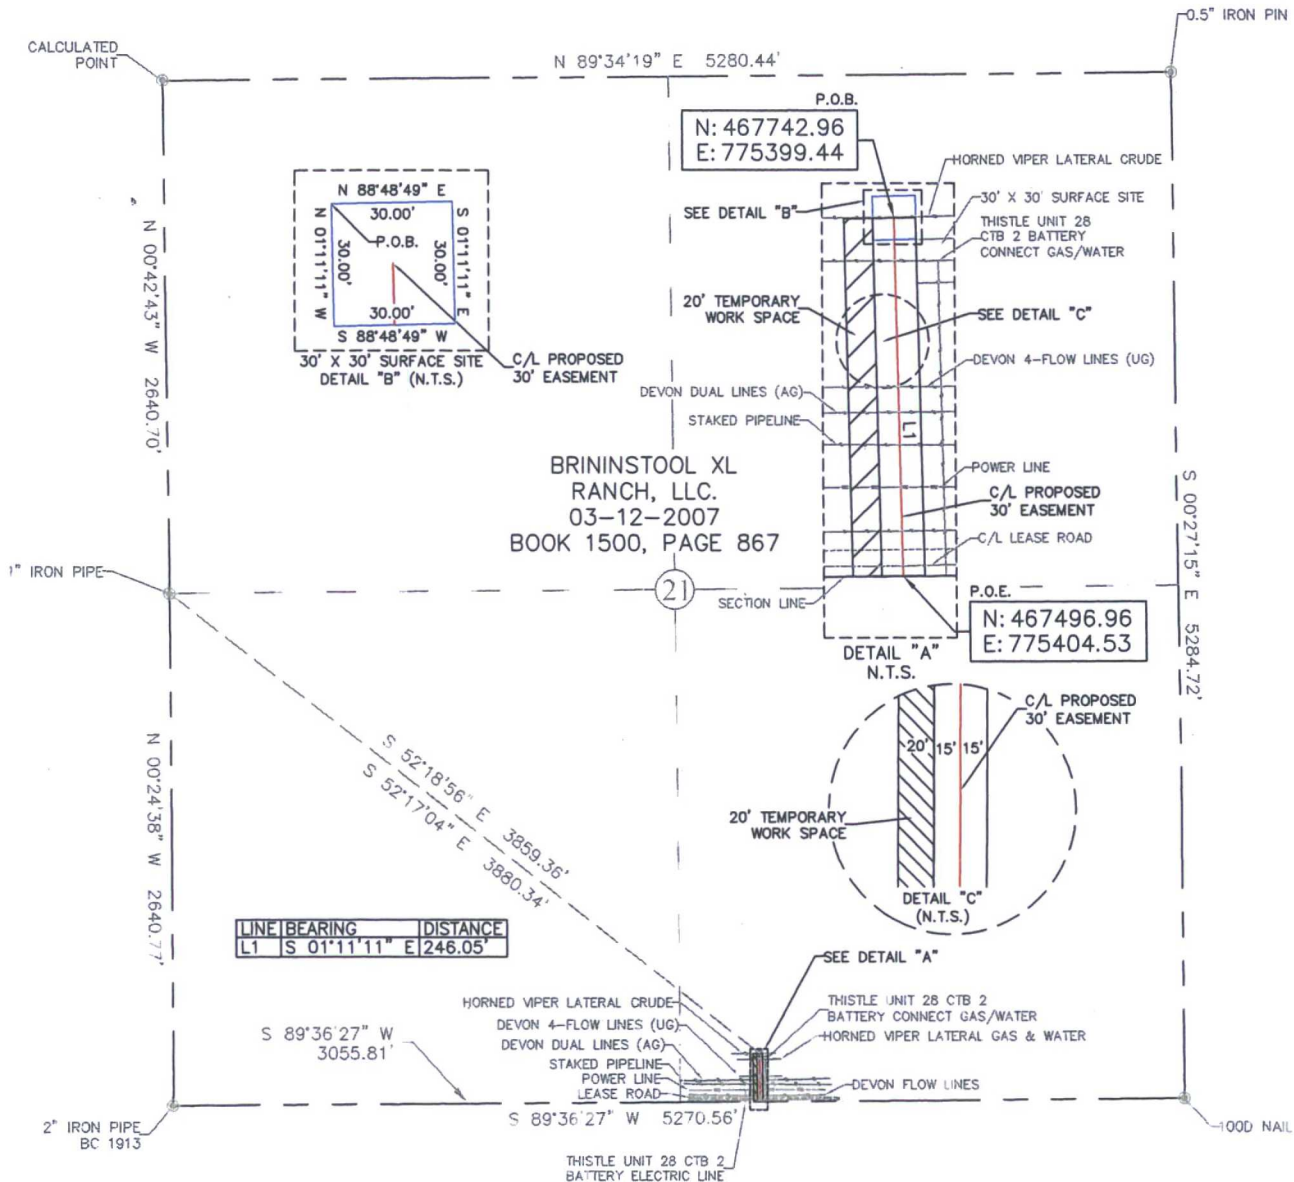 0.5" IRON PIN
CALCULATED
POINT
N 89°34'19" E 5280.44'
P.O.B.
N: 467742.96
E: 775399.44
HORNED VIPER LATERAL CRUDE
30' X 30' SURFACE SITE
SEE DETAIL "B"
THISTLE UNIT 28
CTB 2 BATTERY
CONNECT GAS/WATER
N 88°48'49" E
30.00'
N 01°11'11" W
30.00'
P.O.B.
30.00'
S 01°11'11" E
30.00'
S 88°48'49" W
30' X 30' SURFACE SITE
DETAIL "B" (N.T.S.)
C/L PROPOSED
30' EASEMENT
N 00°42'43" W 2640.70'
20' TEMPORARY
WORK SPACE
SEE DETAIL "C"
DEVON 4-FLOW LINES (UG)
DEVON DUAL LINES (AG)
STAKED PIPELINE
L1
POWER LINE
C/L PROPOSED
30' EASEMENT
C/L LEASE ROAD
BRININSTOOL XL
RANCH, LLC.
03-12-2007
BOOK 1500, PAGE 867
S 00°27'15" E 5284.72'
1" IRON PIPE
21
SECTION LINE
P.O.E.
N: 467496.96
E: 775404.53
DETAIL "A"
N.T.S.
C/L PROPOSED
30' EASEMENT
20' 15' 15'
20' TEMPORARY
WORK SPACE
DETAIL "C"
(N.T.S.)
N 00°24'38" W 2640.77'
S 52°18'56" E 3859.36'
S 52°17'04" E 3880.34'
LINE BEARING DISTANCE
L1 S 01°11'11" E 246.05'
SEE DETAIL "A"
HORNED VIPER LATERAL CRUDE
DEVON 4-FLOW LINES (UG)
DEVON DUAL LINES (AG)
STAKED PIPELINE
POWER LINE
LEASE ROAD
THISTLE UNIT 28 CTB 2
BATTERY CONNECT GAS/WATER
HORNED VIPER LATERAL GAS & WATER
DEVON FLOW LINES
S 89°36'27" W
3055.81'
S 89°36'27" W 5270.56'
2" IRON PIPE
BC 1913
100D NAIL
THISTLE UNIT 28 CTB 2
BATTERY ELECTRIC LINE